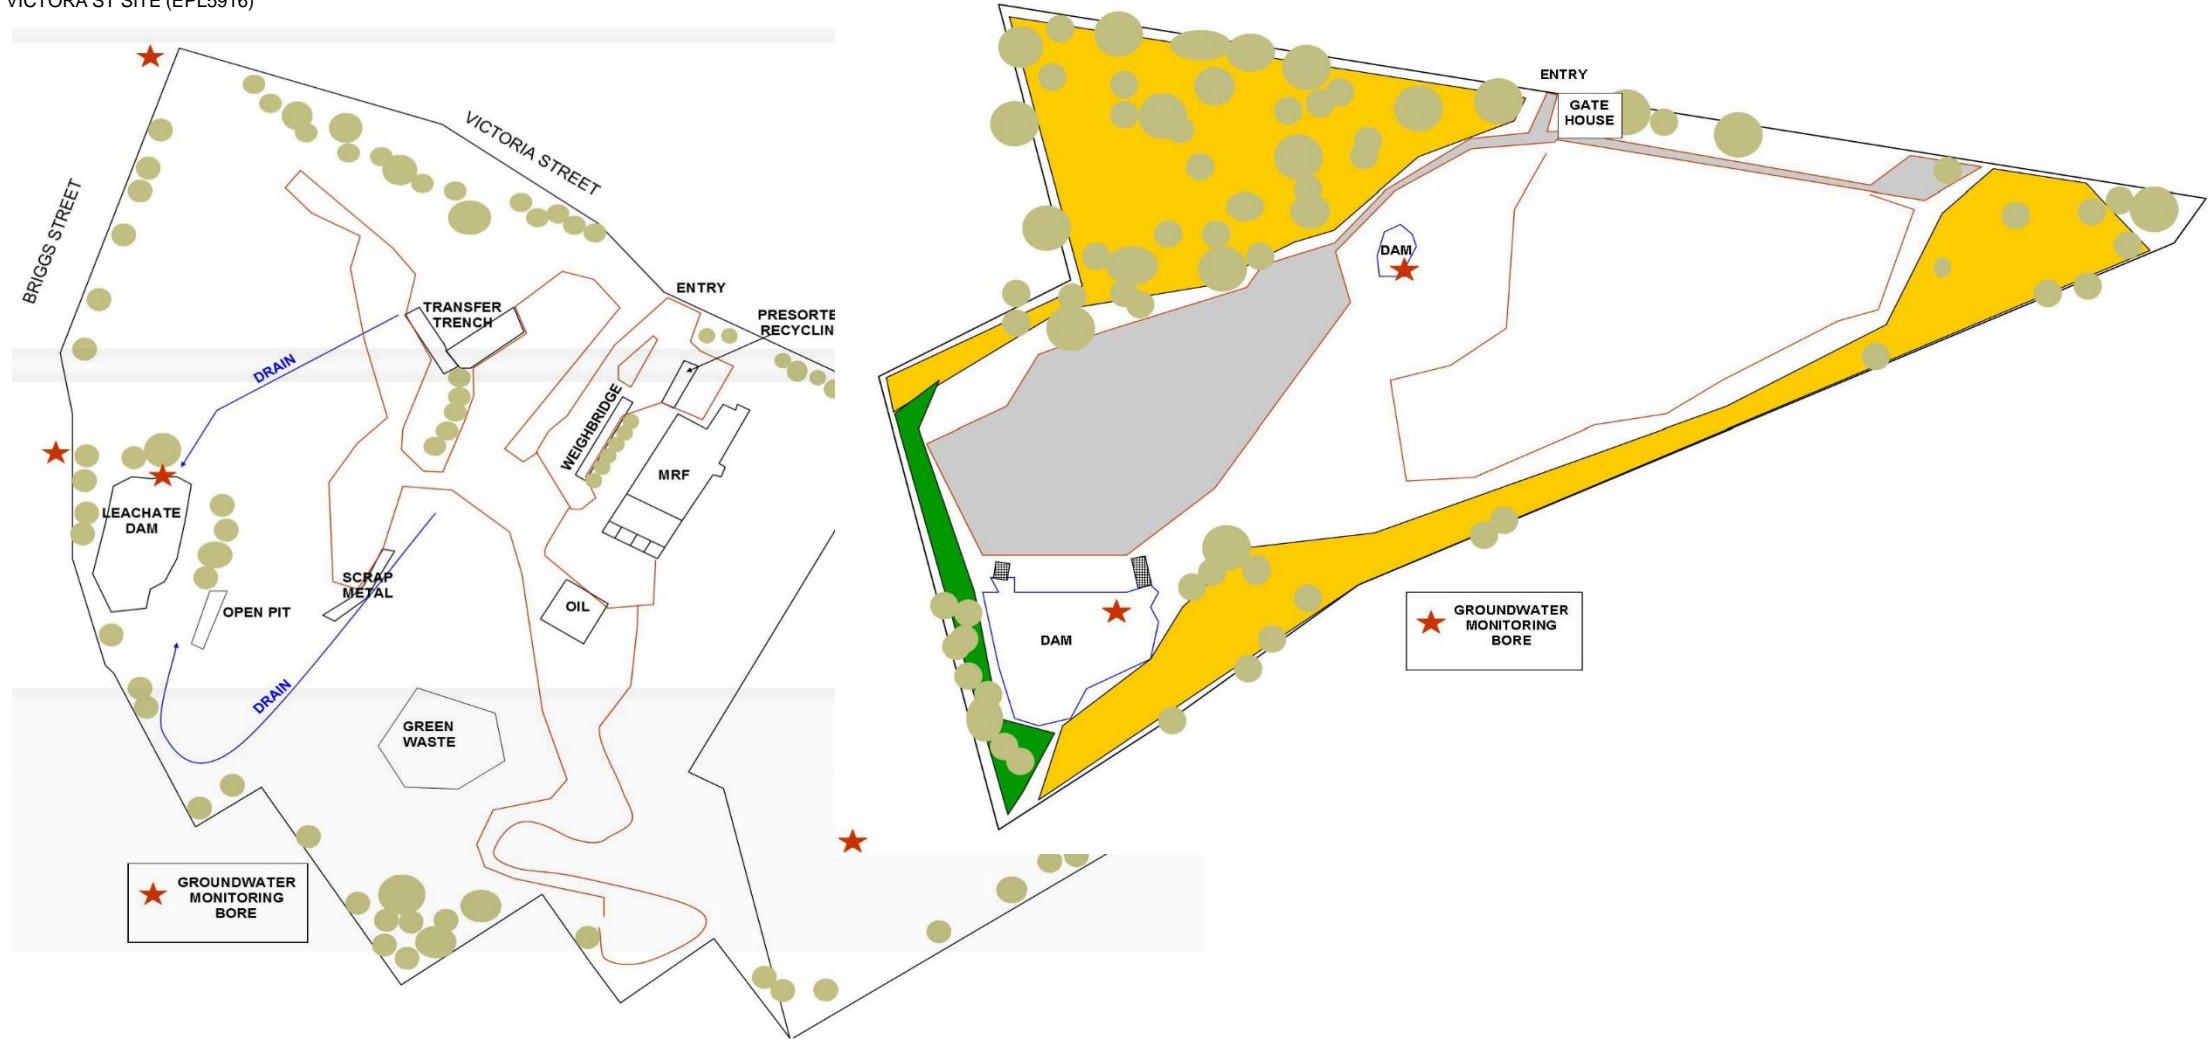 VICTORA ST SITE (EPL5916)
BRIGGS STREET
VICTORIA STREET
TRANSFER
TRENCH
ENTRY
PRESORTE
RECYCLIN
DRAIN
WEIGHBRIDGE
MRF
LEACHATE
DAM
SCRAP
METAL
OPEN PIT
OIL
DRAIN
GREEN
WASTE
GROUNDWATER
MONITORING
BORE
ENTRY
GATE
HOUSE
DAM
DAM
GROUNDWATER
MONITORING
BORE